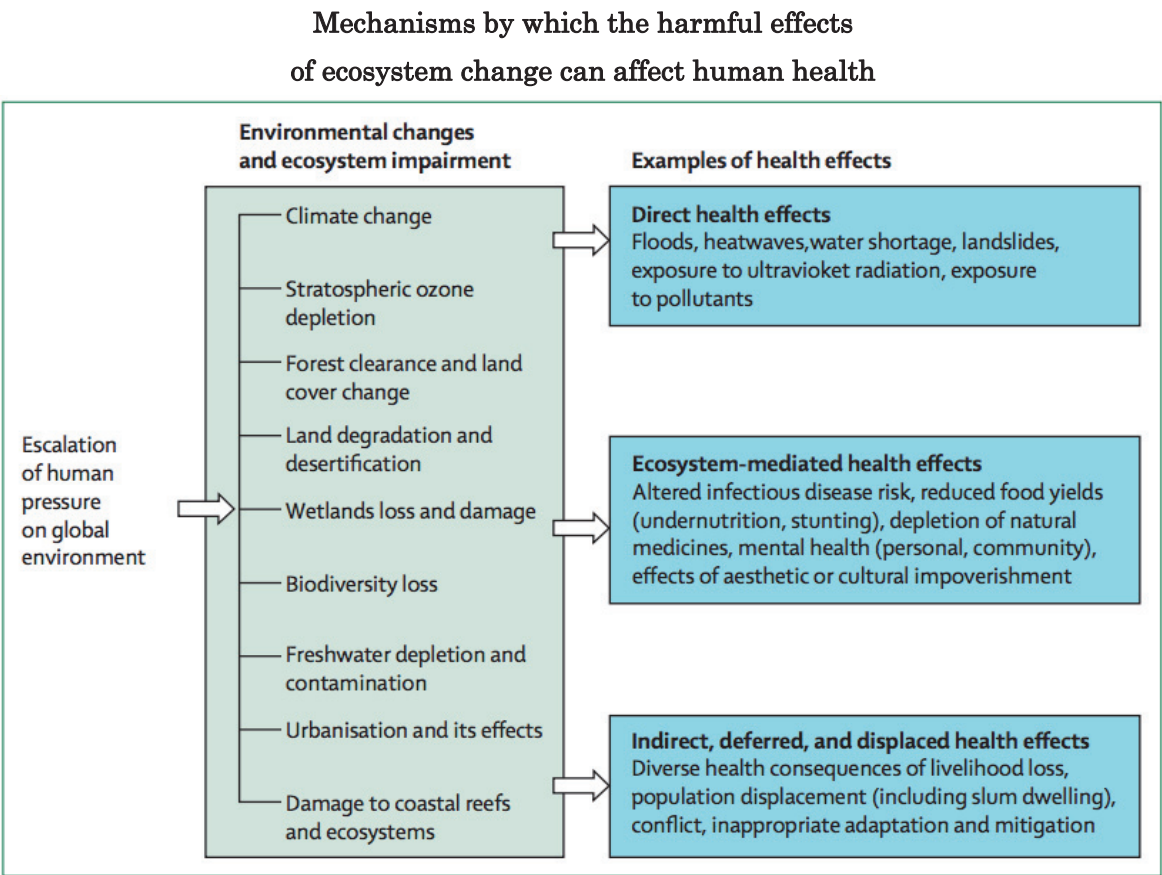 Mechanisms by which the harmful effects
of ecosystem change can affect human health
Environmental changes
and ecosystem impairment
Examples of health effects
Escalation
of human
pressure
on global
environment
Climate change
Stratospheric ozone
depletion
Forest clearance and land
cover change
Land degradation and
desertification
Wetlands loss and damage
Biodiversity loss
Freshwater depletion and
contamination
Urbanisation and its effects
Damage to coastal reefs
and ecosystems
Direct health effects
Floods, heatwaves,water shortage, landslides,
exposure to ultravioket radiation, exposure
to pollutants
Ecosystem-mediated health effects
Altered infectious disease risk, reduced food yields
(undernutrition, stunting), depletion of natural
medicines, mental health (personal, community),
effects of aesthetic or cultural impoverishment
Indirect, deferred, and displaced health effects
Diverse health consequences of livelihood loss,
population displacement (including slum dwelling),
conflict, inappropriate adaptation and mitigation